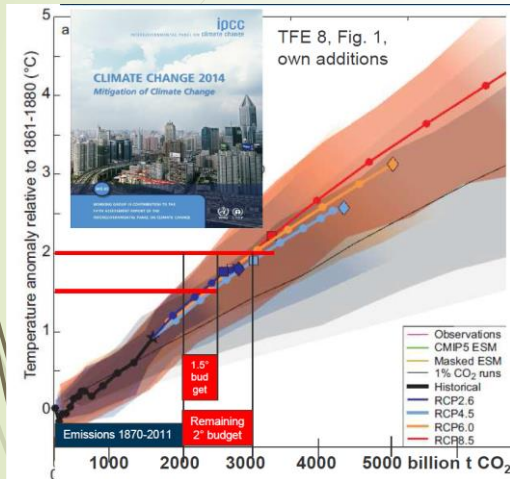 5
a
ipcc
INTERGOVERNMENTAL PANEL ON climate change
CLIMATE CHANGE 2014
Mitigation of Climate Change
TFE 8, Fig. 1,
own additions
Temperature anomaly relative to 1861-1880 (°C)
4
3
2
1
0
1.5°
bud
get
Emissions 1870-2011
Remaining
2° budget
Observations
CMIP5 ESM
Masked ESM
1% CO₂ runs
Historical
RCP2.6
RCP4.5
RCP6.0
RCP8.5
0 1000 2000 3000 4000 5000 billion t CO₂